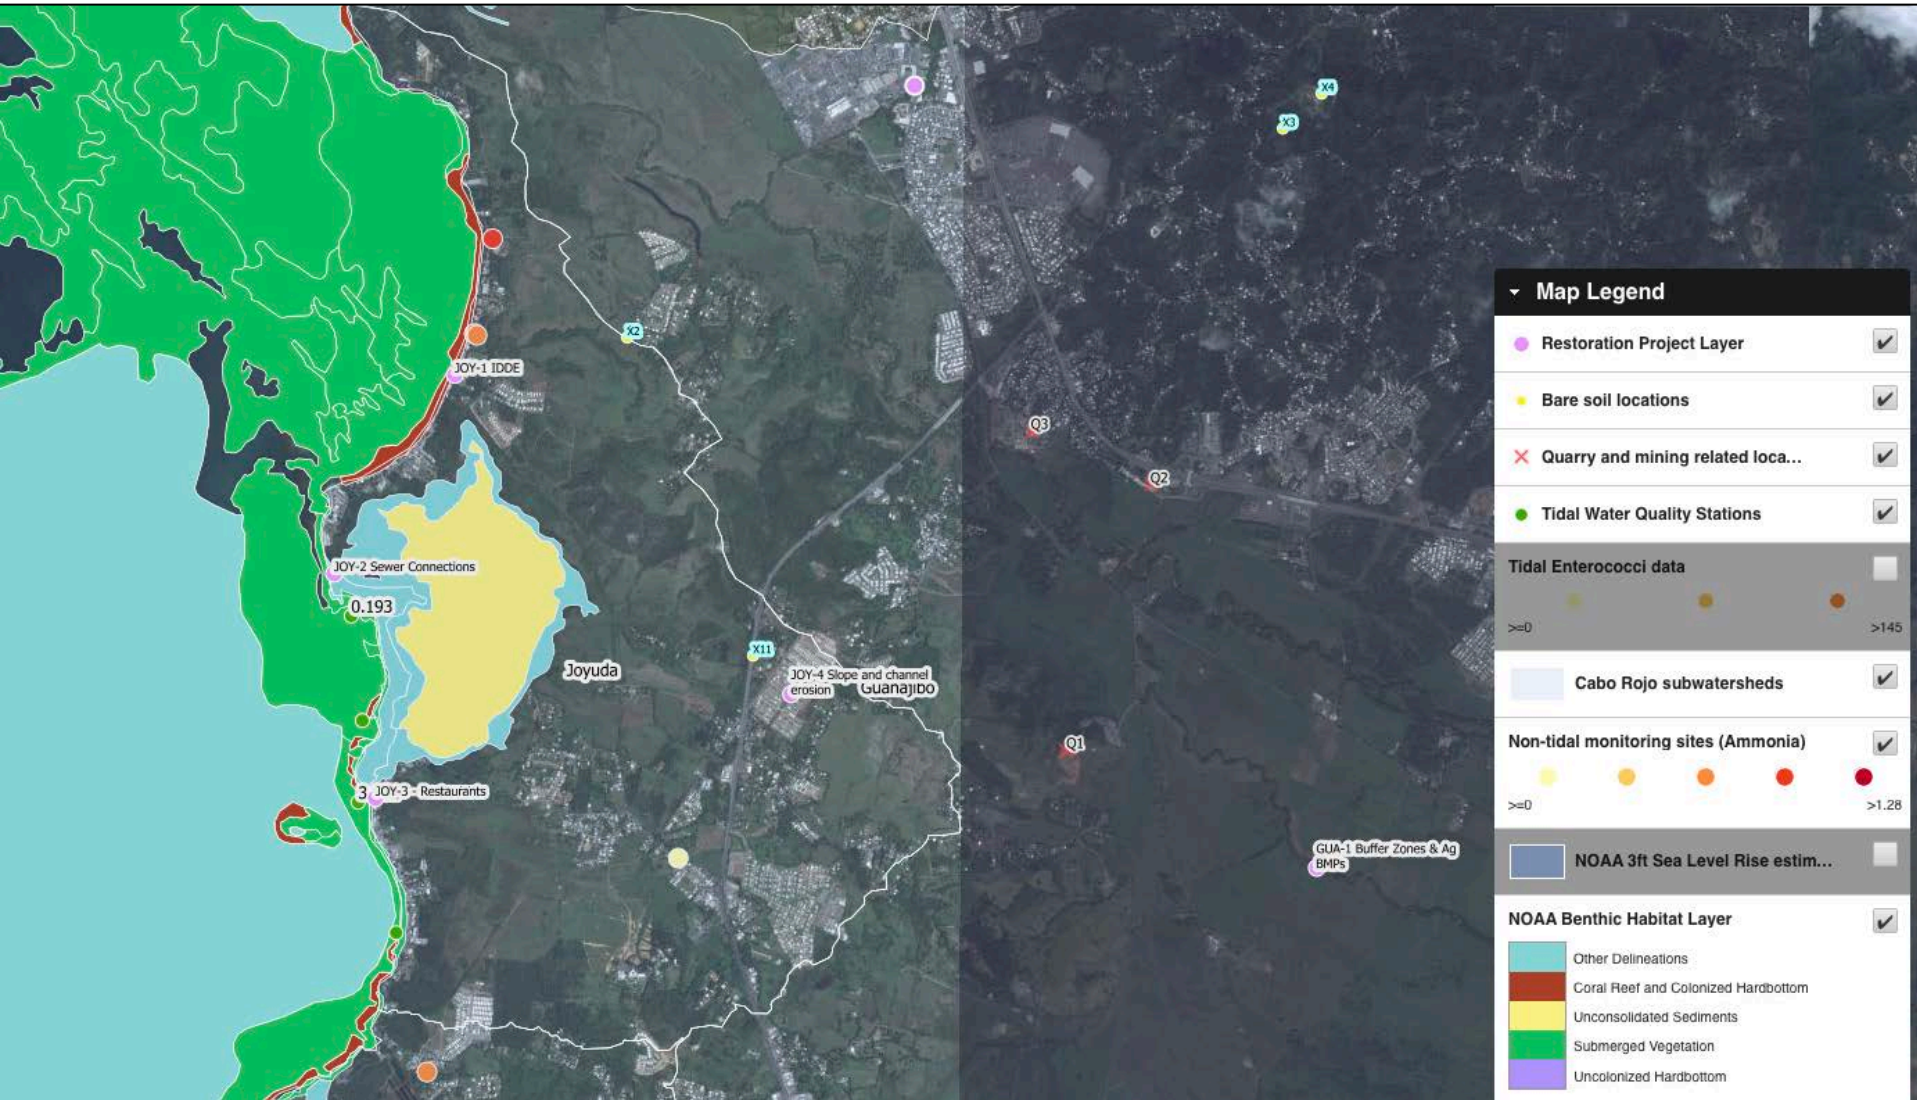 X4
X3
X2
JOY-1 IDDE
Q3
Q2
JOY-2 Sewer Connections
0.193
X11
Joyuda
JOY-4 Slope and channel
erosion
Guanajibo
Q1
3
JOY-3 - Restaurants
GUA-1 Buffer Zones & Ag
BMPs
Map Legend
Restoration Project Layer
Bare soil locations
Quarry and mining related loca...
Tidal Water Quality Stations
Tidal Enterococci data
>=0 >145
Cabo Rojo subwatersheds
Non-tidal monitoring sites (Ammonia)
>=0 >1.28
NOAA 3ft Sea Level Rise estim...
NOAA Benthic Habitat Layer
Other Delineations
Coral Reef and Colonized Hardbottom
Unconsolidated Sediments
Submerged Vegetation
Uncolonized Hardbottom